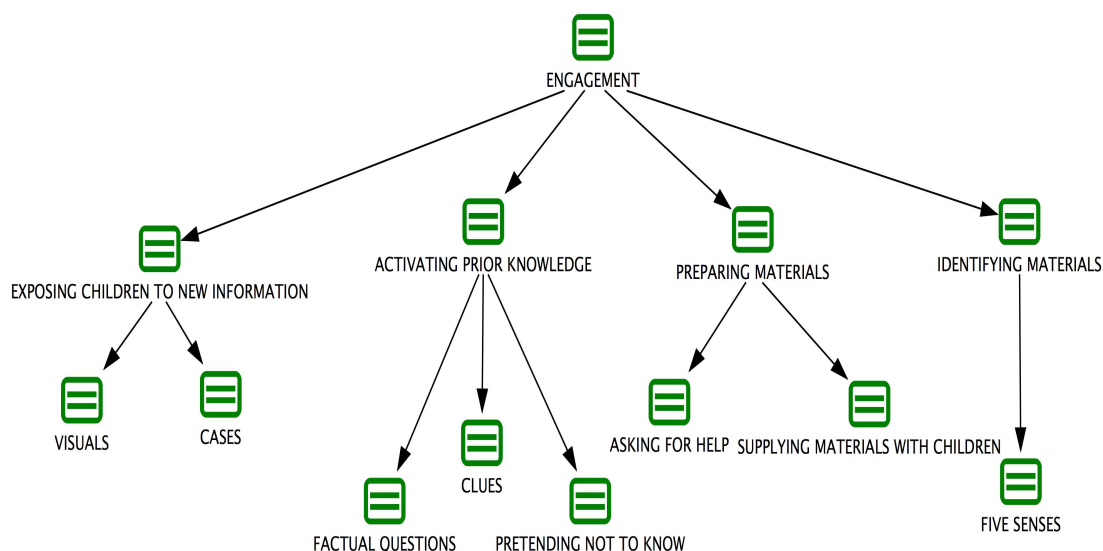 ENGAGEMENT
EXPOSING CHILDREN TO NEW INFORMATION
ACTIVATING PRIOR KNOWLEDGE
PREPARING MATERIALS
IDENTIFYING MATERIALS
VISUALS
CASES
FACTUAL QUESTIONS
CLUES
PRETENDING NOT TO KNOW
ASKING FOR HELP
SUPPLYING MATERIALS WITH CHILDREN
FIVE SENSES